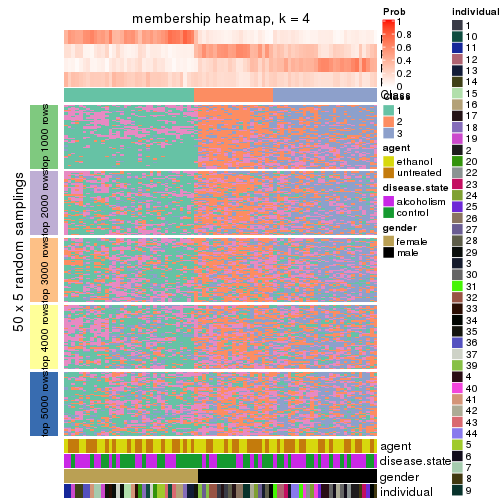 membership heatmap, k = 4
50 x 5 random samplings
top 1000 rows
top 2000 rows
top 3000 rows
top 4000 rows
top 5000 rows
Class
agent
disease.state
gender
individual
Prob
1
0.8
0.6
0.4
0.2
0
1
2
3
agent
ethanol
untreated
disease.state
alcoholism
control
gender
female
male
individual
1
10
11
12
13
14
15
16
17
18
19
2
20
22
23
24
25
26
27
28
29
3
30
31
32
33
34
35
36
37
39
4
40
41
42
43
44
5
6
7
8
9